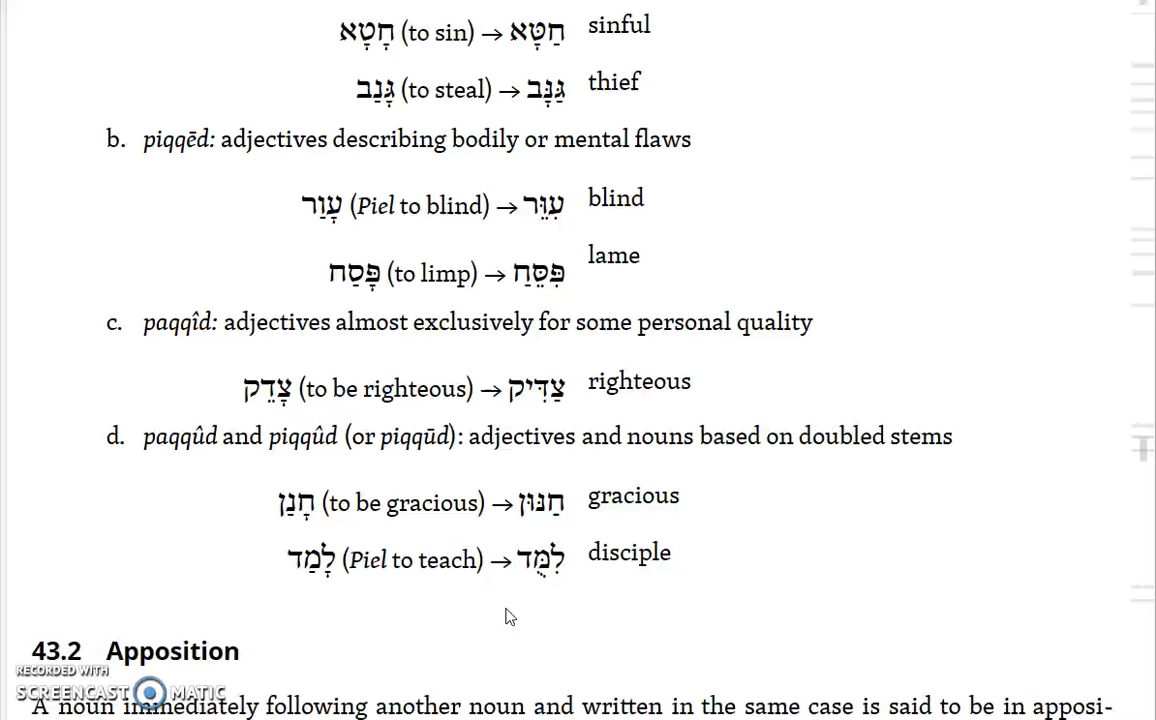 חָטָא (to sin) → חַטָּא sinful
גָּנַב (to steal) → גַּנָּב thief
b. piqqēd: adjectives describing bodily or mental flaws
עָוַר (Piel to blind) → עִוֵּר blind
פָּסַח (to limp) → פִּסֵּחַ lame
c. paqqîd: adjectives almost exclusively for some personal quality
צָדֵק (to be righteous) → צַדִּיק righteous
d. paqqûd and piqqûd (or piqqūd): adjectives and nouns based on doubled stems
חָנַן (to be gracious) → חַנּוּן gracious
לָמַד (Piel to teach) → לִמֻּד disciple
43.2 Apposition
RECORDED WITH
SCREENCAST MATIC
A noun immediately following another noun and written in the same case is said to be in apposi-